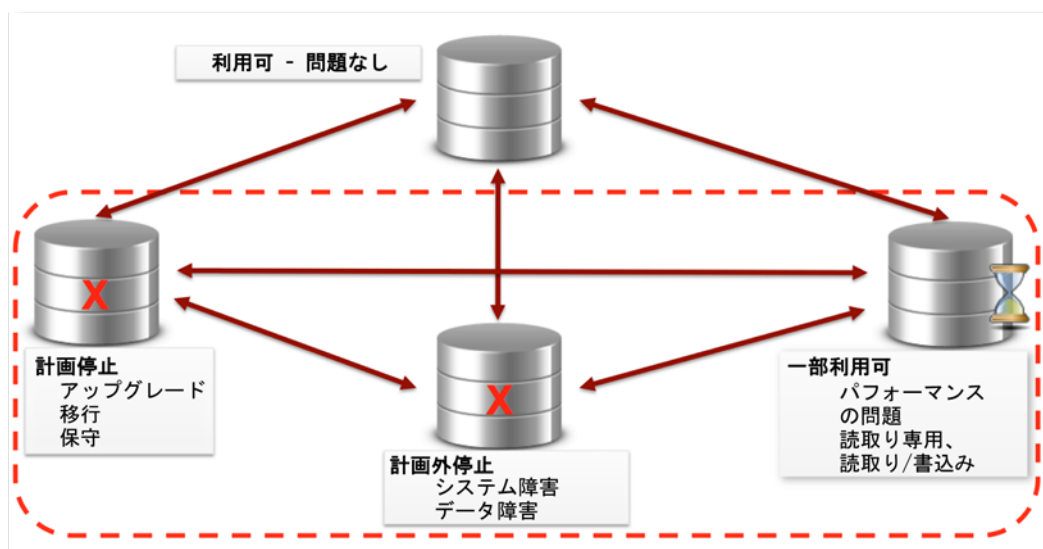 利用可 - 問題なし
計画停止
アップグレード
移行
保守
X
X
計画外停止
システム障害
データ障害
一部利用可
パフォーマンス
の問題
読取り専用、
読取り/書込み